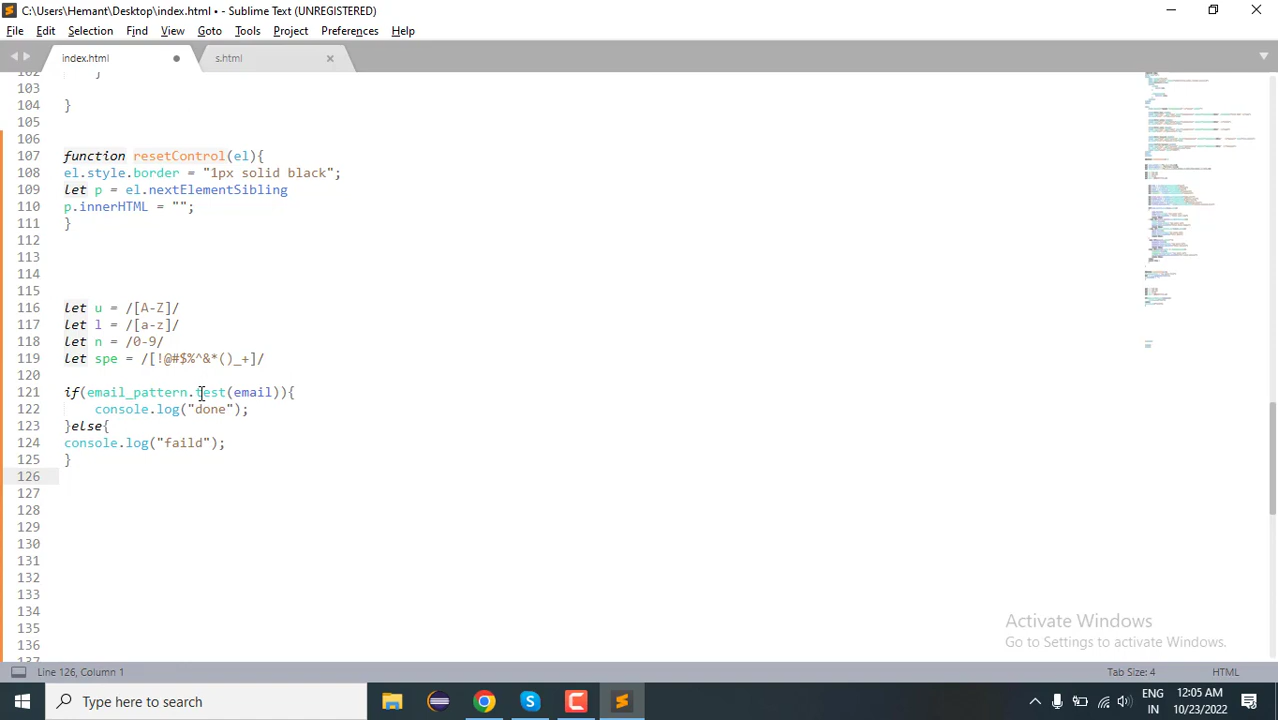 C:\Users\Hemant\Desktop\index.html • - Sublime Text (UNREGISTERED)
File Edit Selection Find View Goto Tools Project Preferences Help
index.html s.html
102 }
103
104 }
105
106
107 function resetControl(el){
108 el.style.border = "1px solid black";
109 let p = el.nextElementSibling
110 p.innerHTML = "";
111 }
112
113
114
115
116 let u = /[A-Z]/
117 let l = /[a-z]/
118 let n = /0-9/
119 let spe = /[!@#$%^&*()_+]/
120
121 if(email_pattern.test(email)){
122 console.log("done");
123 }else{
124 console.log("faild");
125 }
126
127
128
129
130
131
132
133
134
135
136
137
Activate Windows
Go to Settings to activate Windows.
Line 126, Column 1 Tab Size: 4 HTML
Type here to search
ENG
IN
12:05 AM
10/23/2022